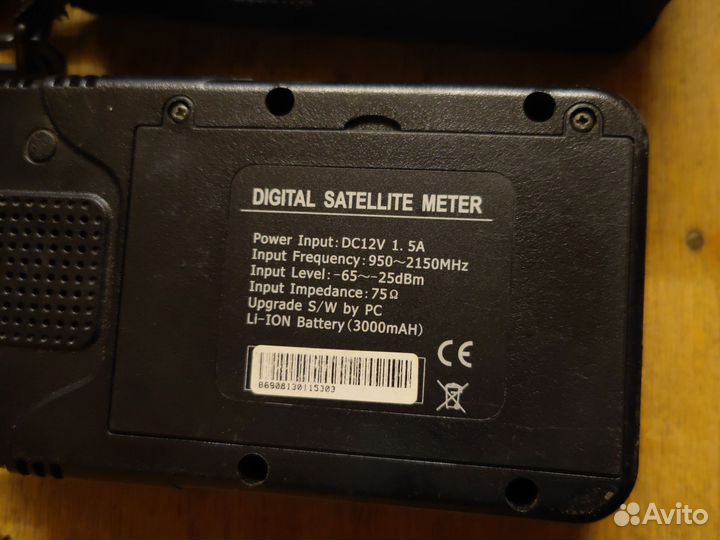 DIGITAL SATELLITE METER
Power Input:DC12V 1. 5A
Input Frequency:950~2150MHz
Input Level:-65~-25dBm
Input Impedance:75Ω
Upgrade S/W by PC
Li-ION Battery(3000mAH)
CE
B6908130115303
Avito